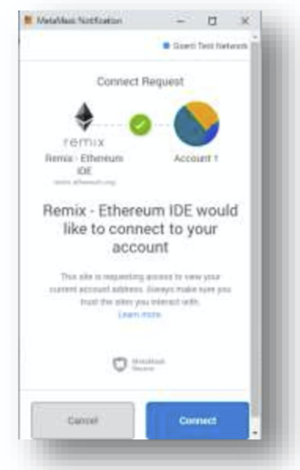 MetaMask Notification
Goerli Test Network
Connect Request
remix
Remix - Ethereum
IDE
Account 1
remix.ethereum.org
Remix - Ethereum IDE would
like to connect to your
account
This site is requesting access to view your
current account address. Always make sure you
trust the sites you interact with.
Learn more.
Cancel
Connect